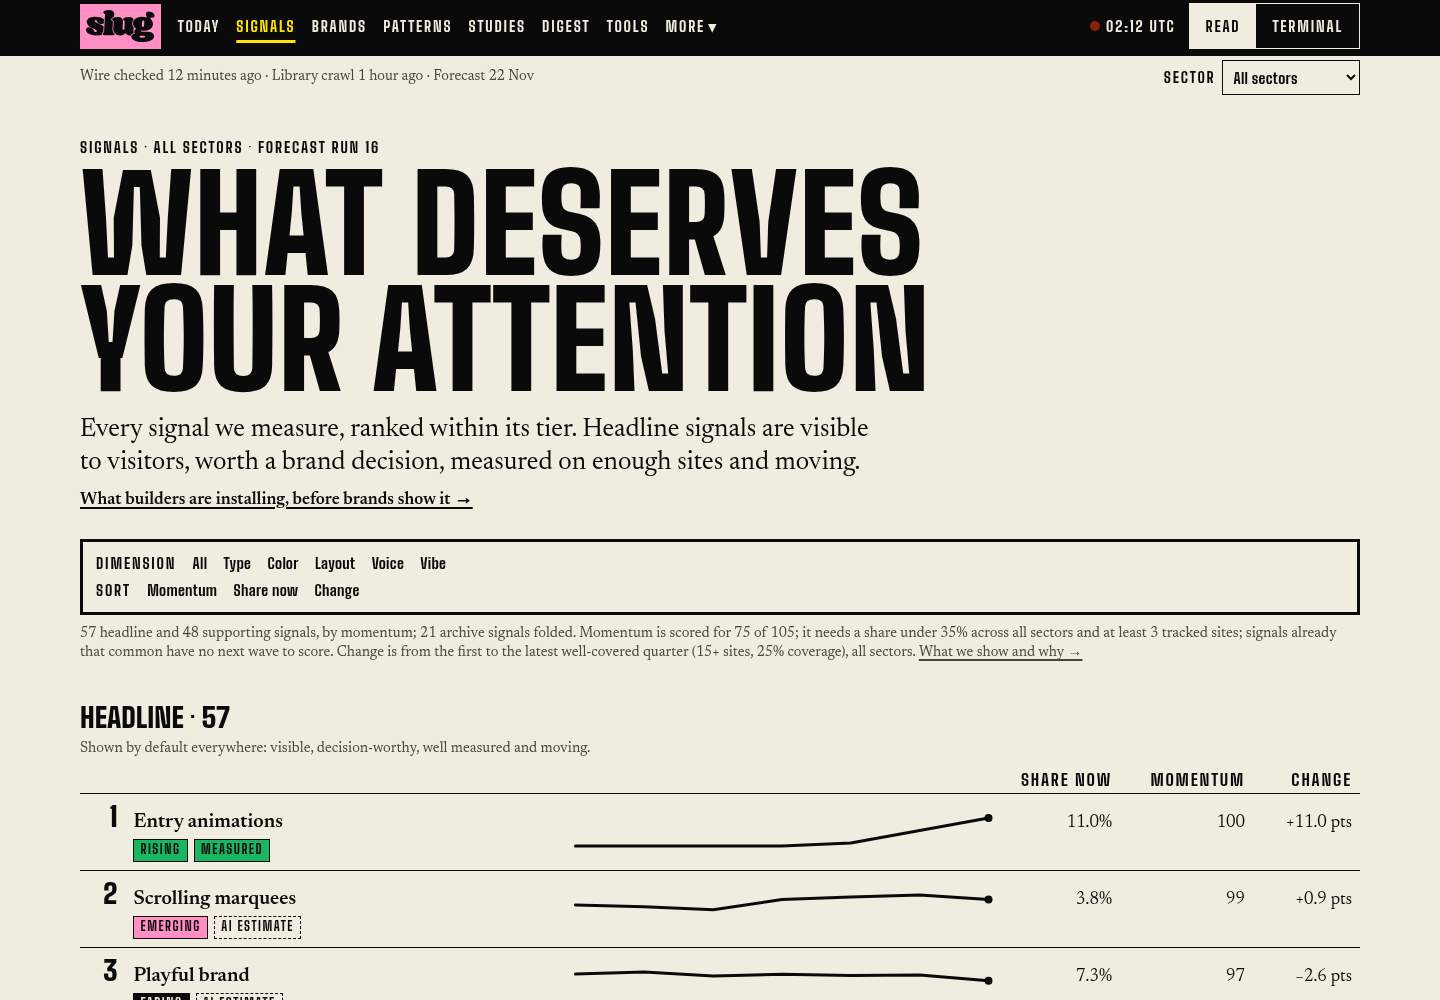 slug TODAY SIGNALS BRANDS PATTERNS STUDIES DIGEST TOOLS MORE ▾ 02:12 UTC READ TERMINAL
Wire checked 12 minutes ago · Library crawl 1 hour ago · Forecast 22 Nov SECTOR All sectors
SIGNALS · ALL SECTORS · FORECAST RUN 16
WHAT DESERVES
YOUR ATTENTION
Every signal we measure, ranked within its tier. Headline signals are visible
to visitors, worth a brand decision, measured on enough sites and moving.
What builders are installing, before brands show it →
DIMENSION All Type Color Layout Voice Vibe
SORT Momentum Share now Change
57 headline and 48 supporting signals, by momentum; 21 archive signals folded. Momentum is scored for 75 of 105; it needs a share under 35% across all sectors and at least 3 tracked sites; signals already
that common have no next wave to score. Change is from the first to the latest well-covered quarter (15+ sites, 25% coverage), all sectors. What we show and why →
HEADLINE · 57
Shown by default everywhere: visible, decision-worthy, well measured and moving.
SHARE NOW MOMENTUM CHANGE
1 Entry animations 11.0% 100 +11.0 pts
RISING MEASURED
2 Scrolling marquees 3.8% 99 +0.9 pts
EMERGING AI ESTIMATE
3 Playful brand 7.3% 97 −2.6 pts
FADING AI ESTIMATE